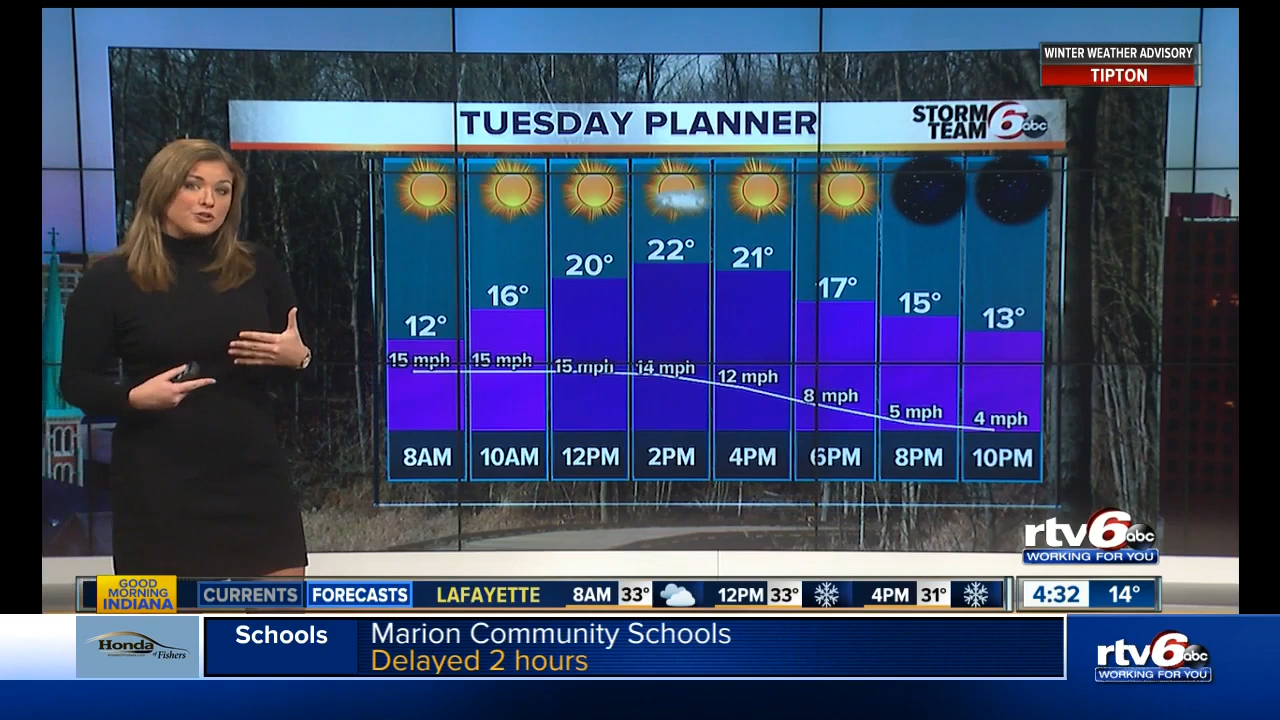 WINTER WEATHER ADVISORY
TIPTON
TUESDAY PLANNER
STORM
TEAM 6 abc
12° 16° 20° 22° 21° 17° 15° 13°
15 mph 15 mph 15 mph 14 mph 12 mph 8 mph 5 mph 4 mph
8AM 10AM 12PM 2PM 4PM 6PM 8PM 10PM
rtv6 abc
WORKING FOR YOU
GOOD
MORNING
INDIANA
CURRENTS FORECASTS LAFAYETTE 8AM 33° 12PM 33° 4PM 31° 4:32 14°
Honda
of Fishers
Schools
Marion Community Schools
Delayed 2 hours
rtv6 abc
WORKING FOR YOU